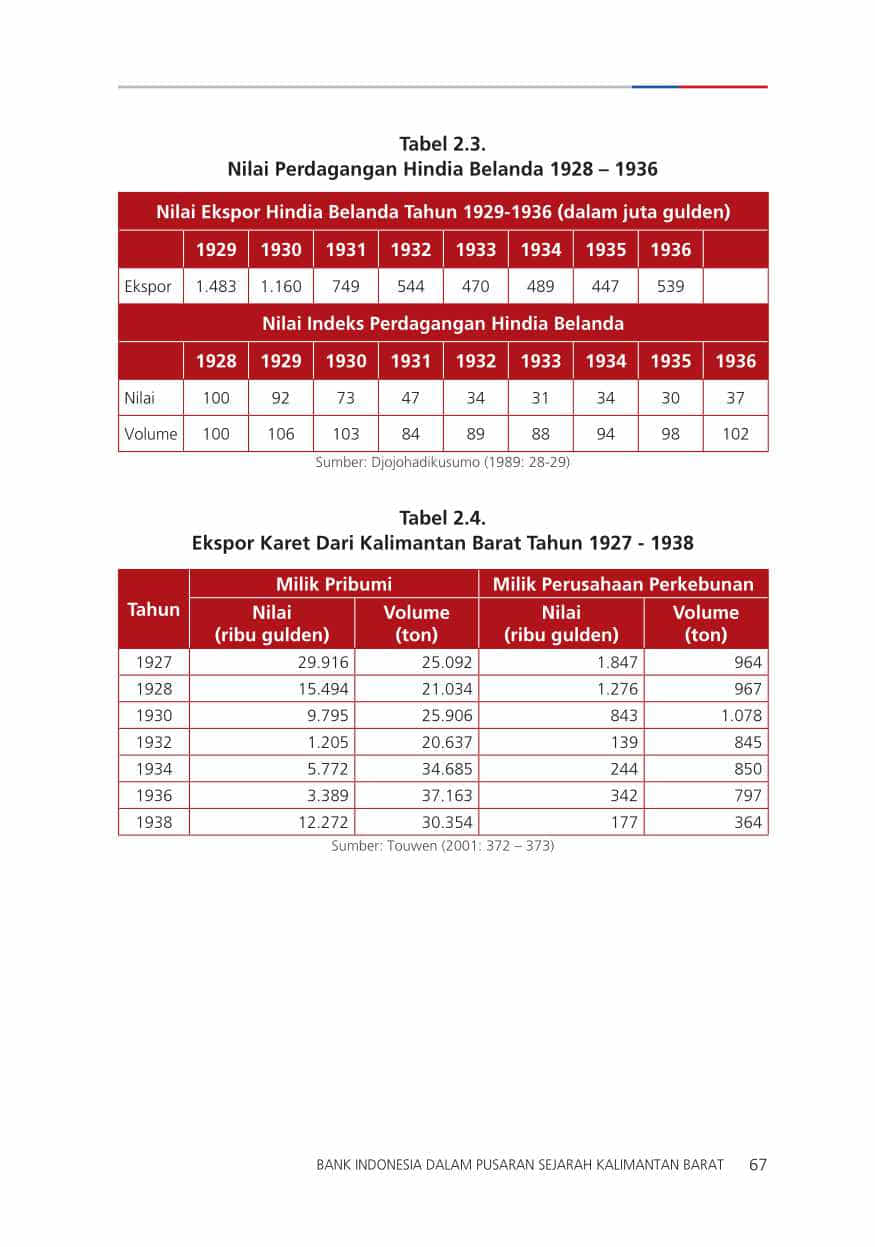 Tabel 2.3.
Nilai Perdagangan Hindia Belanda 1928 – 1936
Nilai Ekspor Hindia Belanda Tahun 1929-1936 (dalam juta gulden)
1929 1930 1931 1932 1933 1934 1935 1936
Ekspor 1.483 1.160 749 544 470 489 447 539
Nilai Indeks Perdagangan Hindia Belanda
1928 1929 1930 1931 1932 1933 1934 1935 1936
Nilai 100 92 73 47 34 31 34 30 37
Volume 100 106 103 84 89 88 94 98 102
Sumber: Djojohadikusumo (1989: 28-29)
Tabel 2.4.
Ekspor Karet Dari Kalimantan Barat Tahun 1927 - 1938
Tahun Milik Pribumi Milik Perusahaan Perkebunan
Nilai Volume Nilai Volume
(ribu gulden) (ton) (ribu gulden) (ton)
1927 29.916 25.092 1.847 964
1928 15.494 21.034 1.276 967
1930 9.795 25.906 843 1.078
1932 1.205 20.637 139 845
1934 5.772 34.685 244 850
1936 3.389 37.163 342 797
1938 12.272 30.354 177 364
Sumber: Touwen (2001: 372 – 373)
BANK INDONESIA DALAM PUSARAN SEJARAH KALIMANTAN BARAT 67